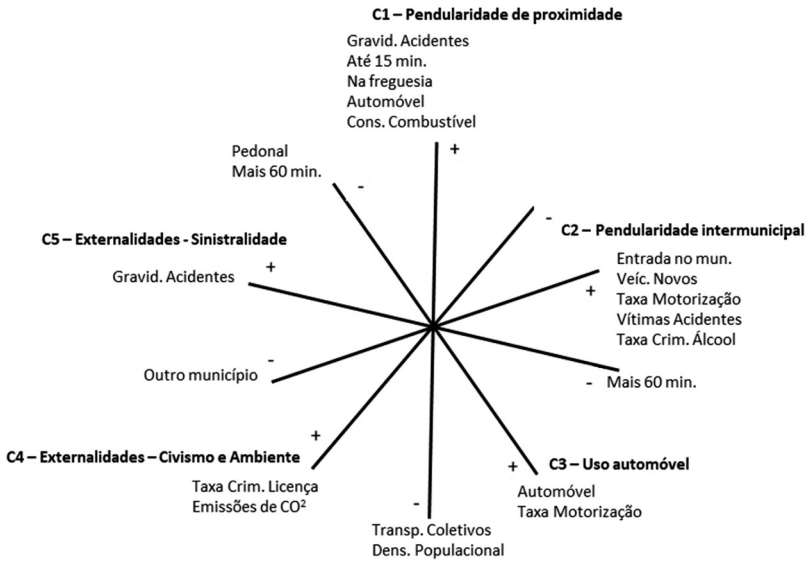 C1 – Pendularidade de proximidade
Gravid. Acidentes
Até 15 min.
Na freguesia
Automóvel
Cons. Combustível
+
Pedonal
Mais 60 min.
-
-
C2 – Pendularidade intermunicipal
Entrada no mun.
Veíc. Novos
+
Taxa Motorização
Vítimas Acidentes
Taxa Crim. Álcool
C5 – Externalidades - Sinistralidade
+
Gravid. Acidentes
-
Outro município
- Mais 60 min.
+
C4 – Externalidades – Civismo e Ambiente
Taxa Crim. Licença
Emissões de CO²
+
C3 – Uso automóvel
Automóvel
Taxa Motorização
-
Transp. Coletivos
Dens. Populacional